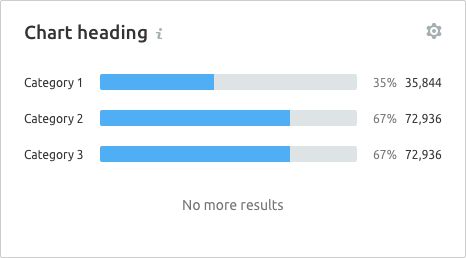 Chart heading i
Category 1 35% 35,844
Category 2 67% 72,936
Category 3 67% 72,936
No more results